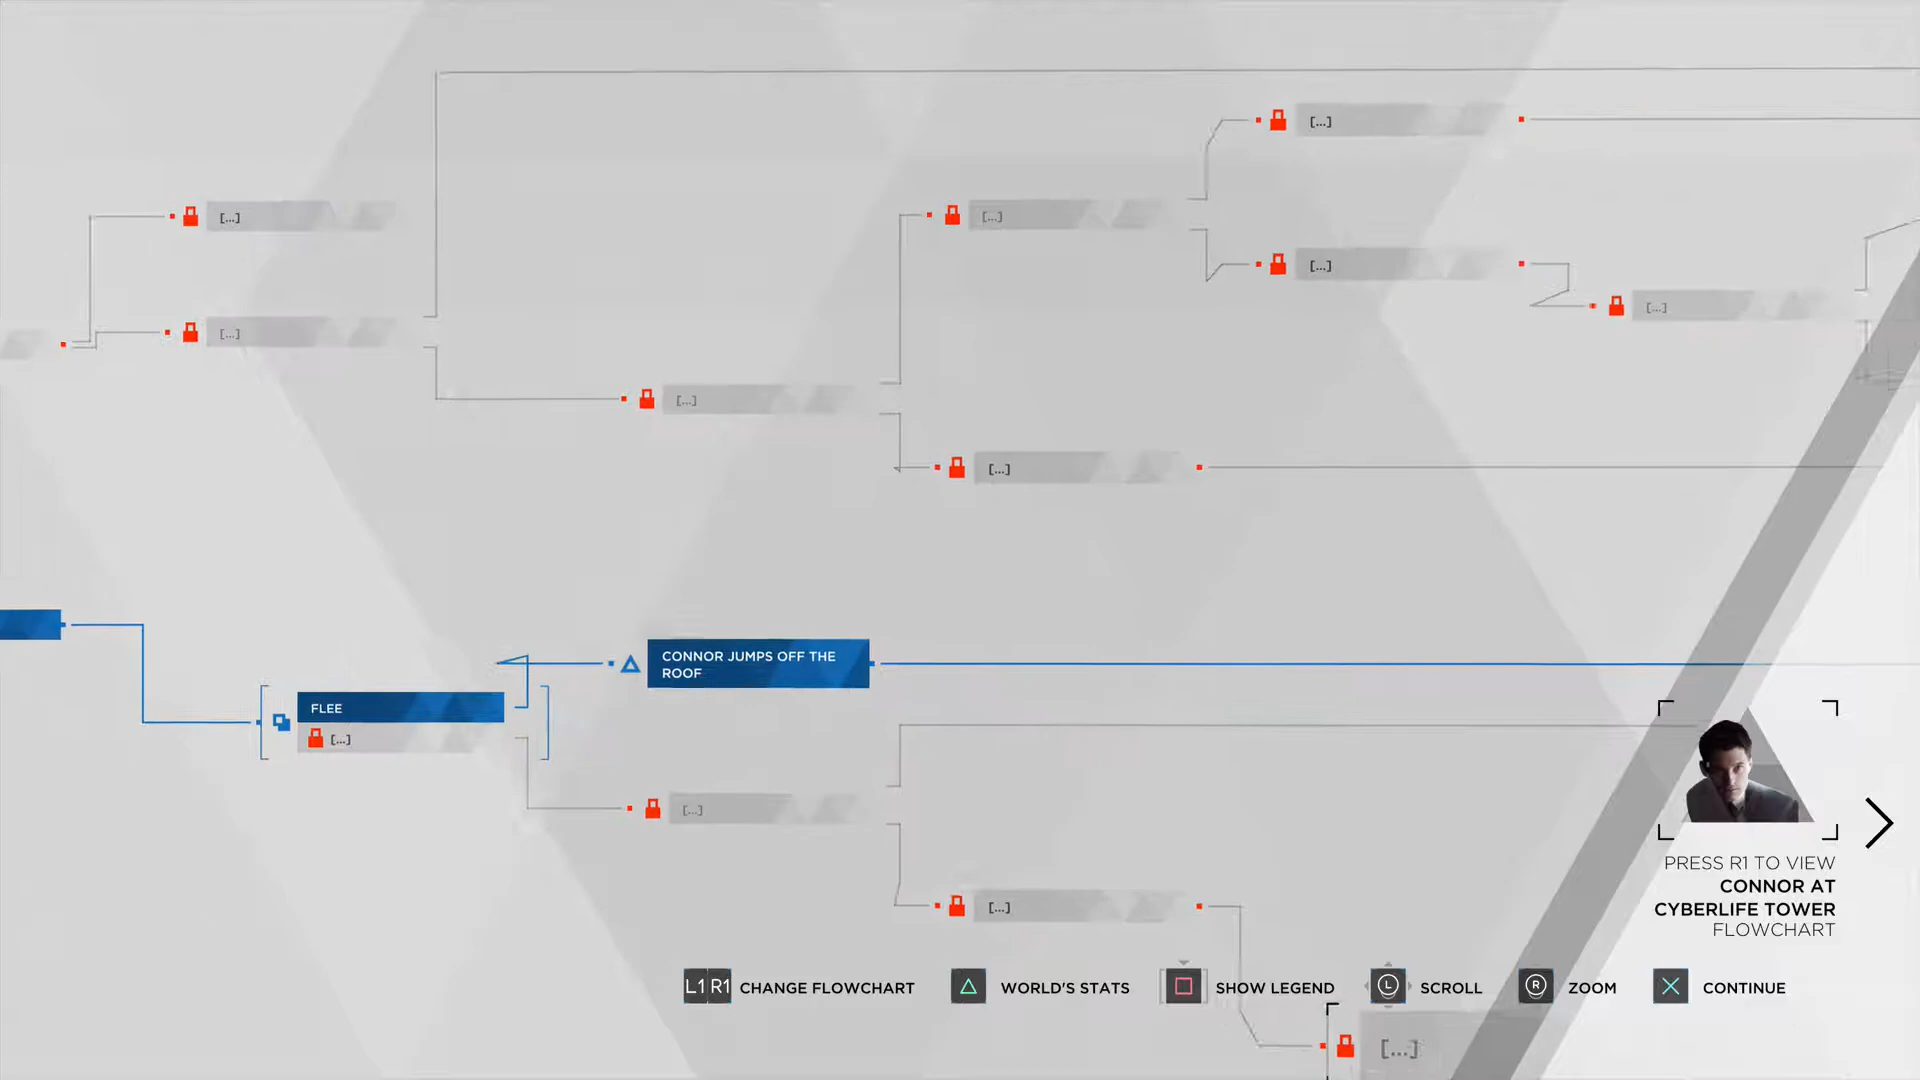 [...]
[...]
[...]
[...]
[...]
[...]
[...]
[...]
CONNOR JUMPS OFF THE
ROOF
FLEE
[...]
[...]
[...]
PRESS R1 TO VIEW
CONNOR AT
CYBERLIFE TOWER
FLOWCHART
L1 R1 CHANGE FLOWCHART
WORLD'S STATS
SHOW LEGEND
L SCROLL
R ZOOM
CONTINUE
[...]